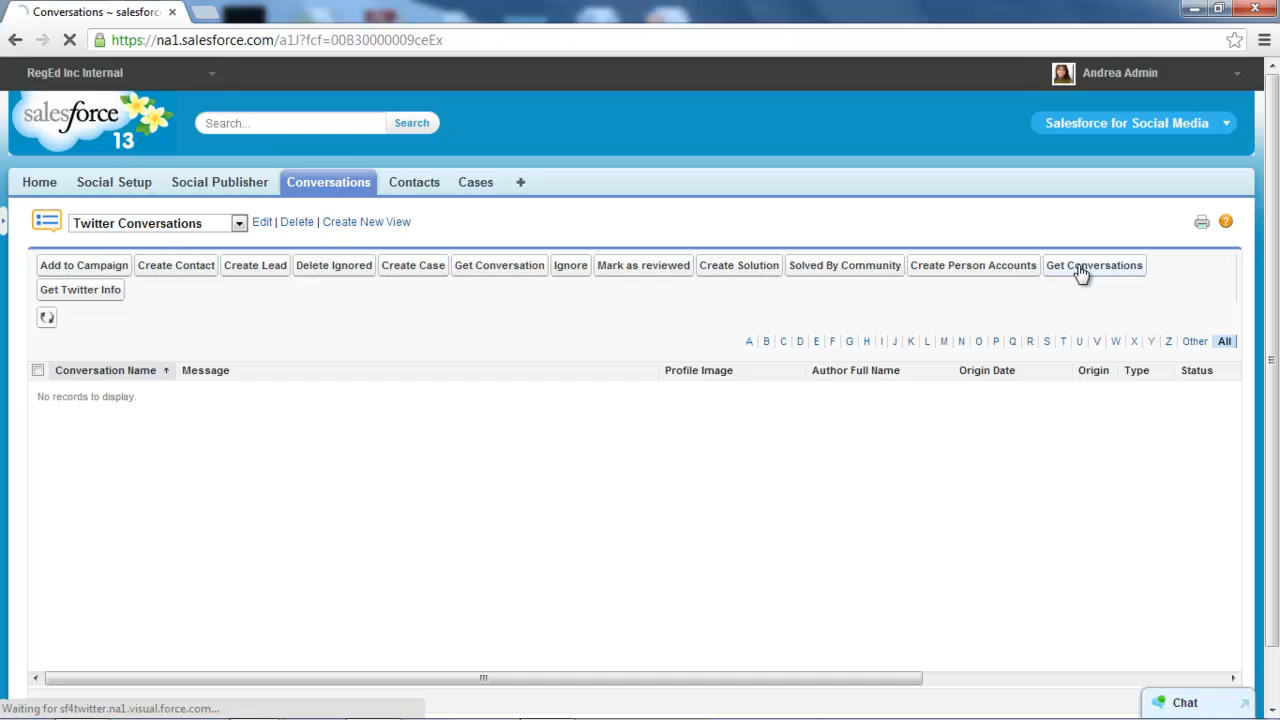 Conversations ~ salesforc
https://na1.salesforce.com/a1J?fcf=00B30000009ceEx
RegEd Inc Internal
Andrea Admin
salesforce
13
Search...
Search
Salesforce for Social Media
Home
Social Setup
Social Publisher
Conversations
Contacts
Cases
Twitter Conversations
Edit | Delete | Create New View
Add to Campaign
Create Contact
Create Lead
Delete Ignored
Create Case
Get Conversation
Ignore
Mark as reviewed
Create Solution
Solved By Community
Create Person Accounts
Get Conversations
Get Twitter Info
A | B | C | D | E | F | G | H | I | J | K | L | M | N | O | P | Q | R | S | T | U | V | W | X | Y | Z | Other | All
Conversation Name
Message
Profile Image
Author Full Name
Origin Date
Origin
Type
Status
No records to display.
Waiting for sf4twitter.na1.visual.force.com...
Chat